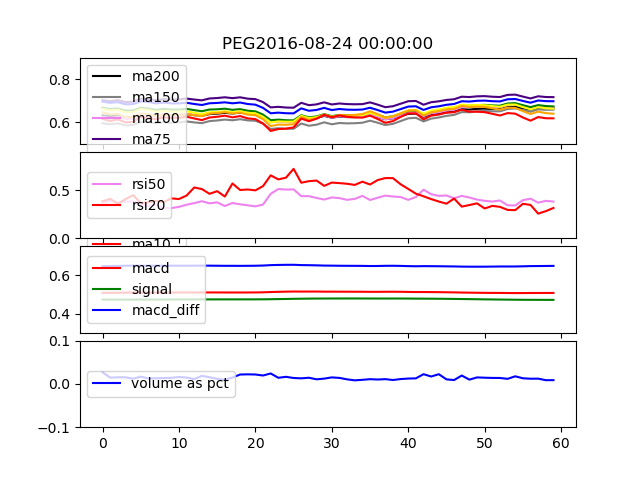 PEG2016-08-24 00:00:00
0.8
0.6
ma200
ma150
ma100
ma75
0.5
0.0
rsi50
rsi20
ma10
0.6
0.4
macd
signal
macd_diff
0.1
0.0
−0.1
volume as pct
0 10 20 30 40 50 60